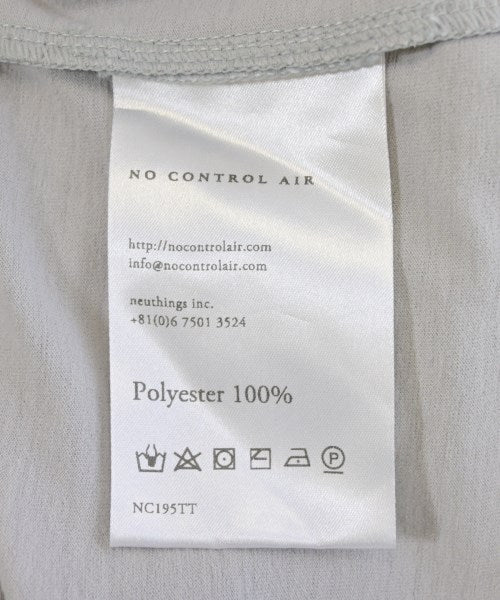 NO CONTROL AIR
http://nocontrolair.com
info@nocontrolair.com
neuthings inc.
+81(0)6 7501 3524
Polyester 100%
P
NC195TT